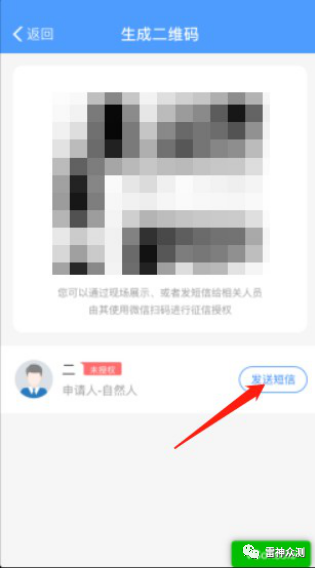 返回
生成二维码
您可以通过现场展示、或者发短信给相关人员
由其使用微信扫码进行征信授权
二
未授权
申请人-自然人
发送短信
雷神众测